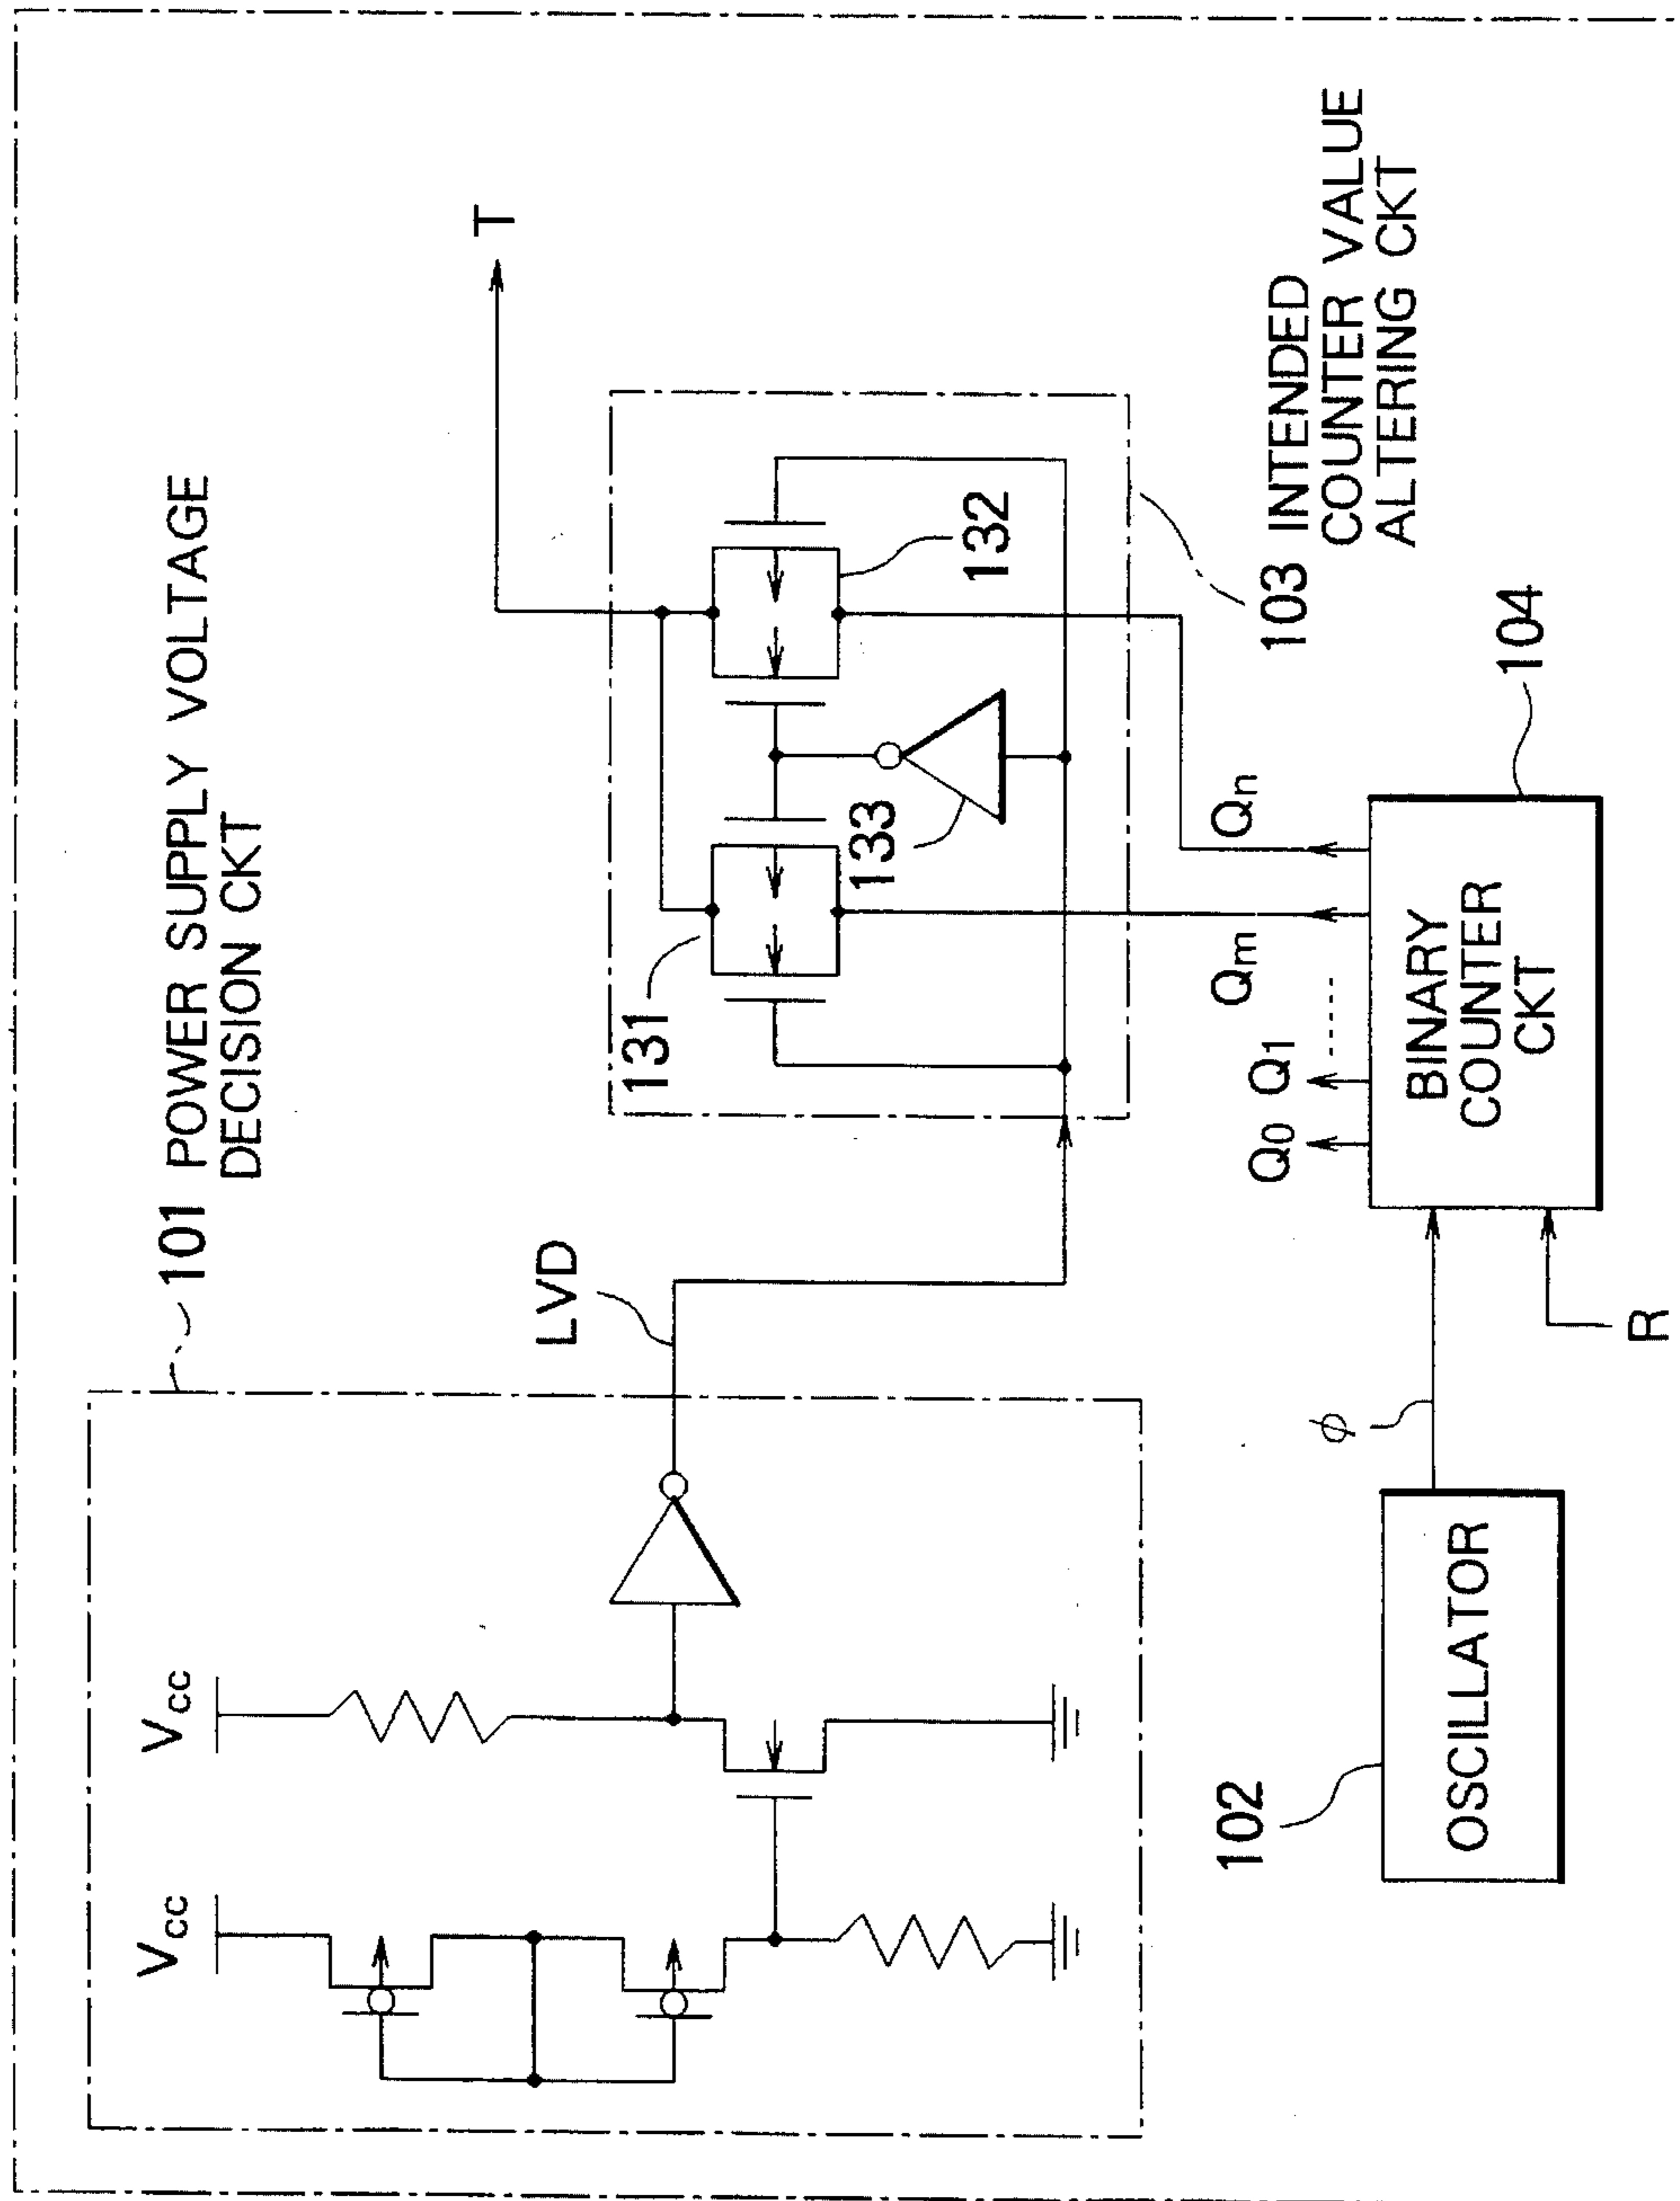 101 POWER SUPPLY VOLTAGE
DECISION CKT
Vcc
Vcc
LVD
T
131
132
133
103 INTENDED
COUNTER VALUE
ALTERING CKT
102
OSCILLATOR
ϕ
R
Q0 Q1 Qm Qn
BINARY
COUNTER
CKT
104